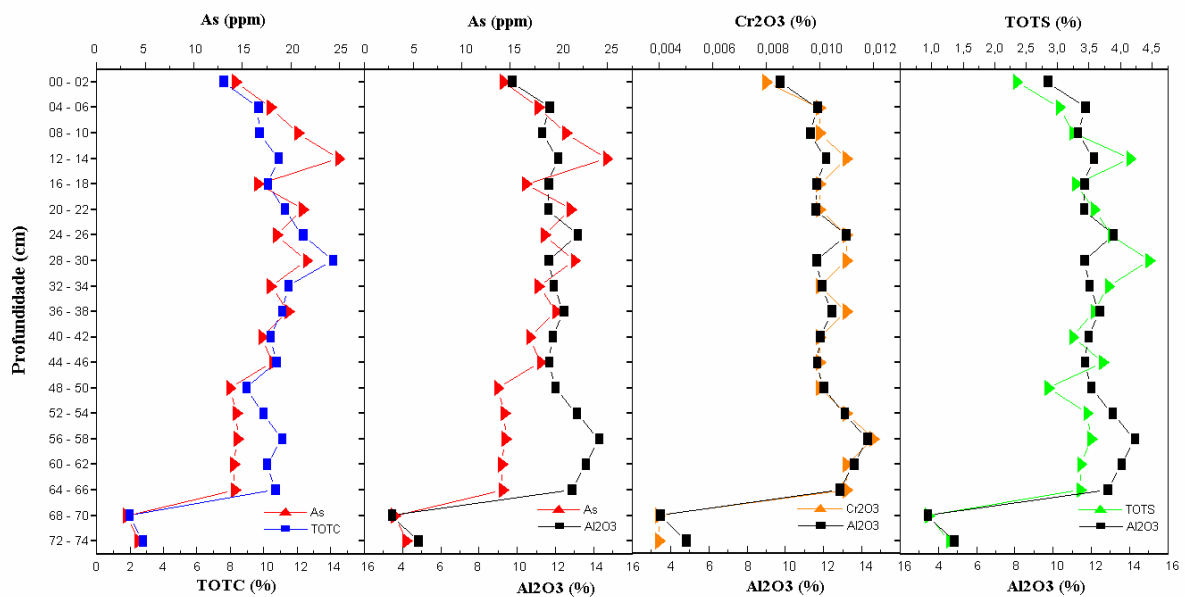 As (ppm) As (ppm) Cr2O3 (%) TOTS (%)
0 5 10 15 20 25 0 5 10 15 20 25 0,004 0,006 0,008 0,010 0,012 1,0 1,5 2,0 2,5 3,0 3,5 4,0 4,5
Profundidade (cm)
00 - 02
04 - 06
08 - 10
12 - 14
16 - 18
20 - 22
24 - 26
28 - 30
32 - 34
36 - 38
40 - 42
44 - 46
48 - 50
52 - 54
56 - 58
60 - 62
64 - 66
68 - 70
72 - 74
As As Cr2O3 TOTS
TOTC Al2O3 Al2O3 Al2O3
0 2 4 6 8 10 12 14 16 4 6 8 10 12 14 16 4 6 8 10 12 14 16 4 6 8 10 12 14 16
TOTC (%) Al2O3 (%) Al2O3 (%) Al2O3 (%)